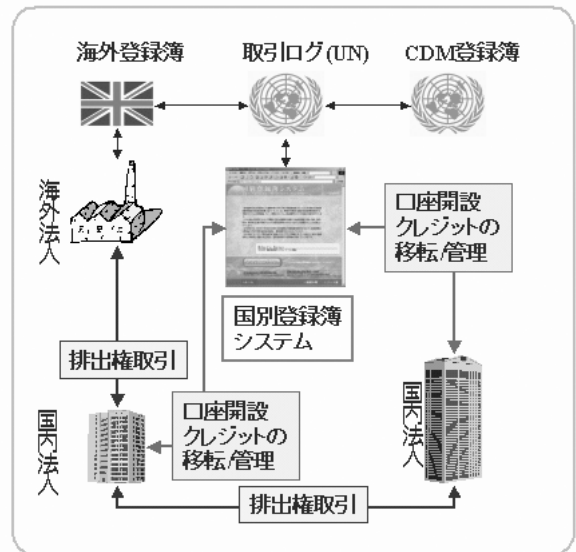 海外登録簿
取引ログ(UN)
CDM登録簿
海外法人
口座開設
クレジットの
移転/管理
国別登録簿
システム
排出権取引
国内法人
口座開設
クレジットの
移転/管理
国内法人
排出権取引